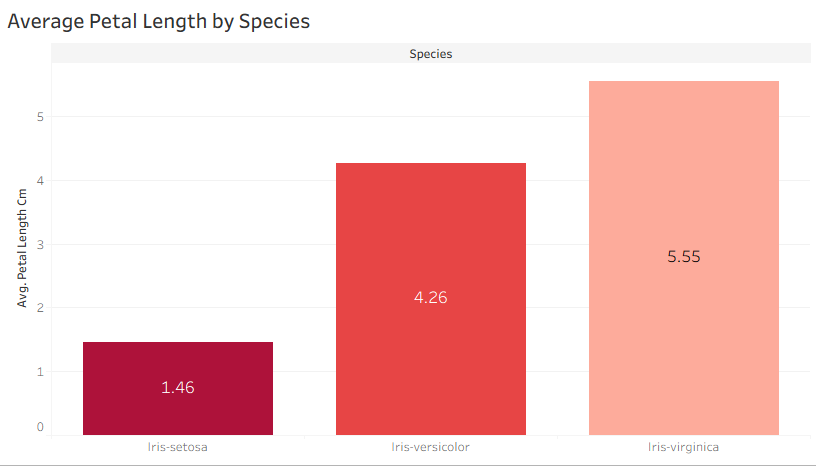 Average Petal Length by Species
Species
Avg. Petal Length Cm
5
4
3
2
1
0
1.46
4.26
5.55
Iris-setosa
Iris-versicolor
Iris-virginica